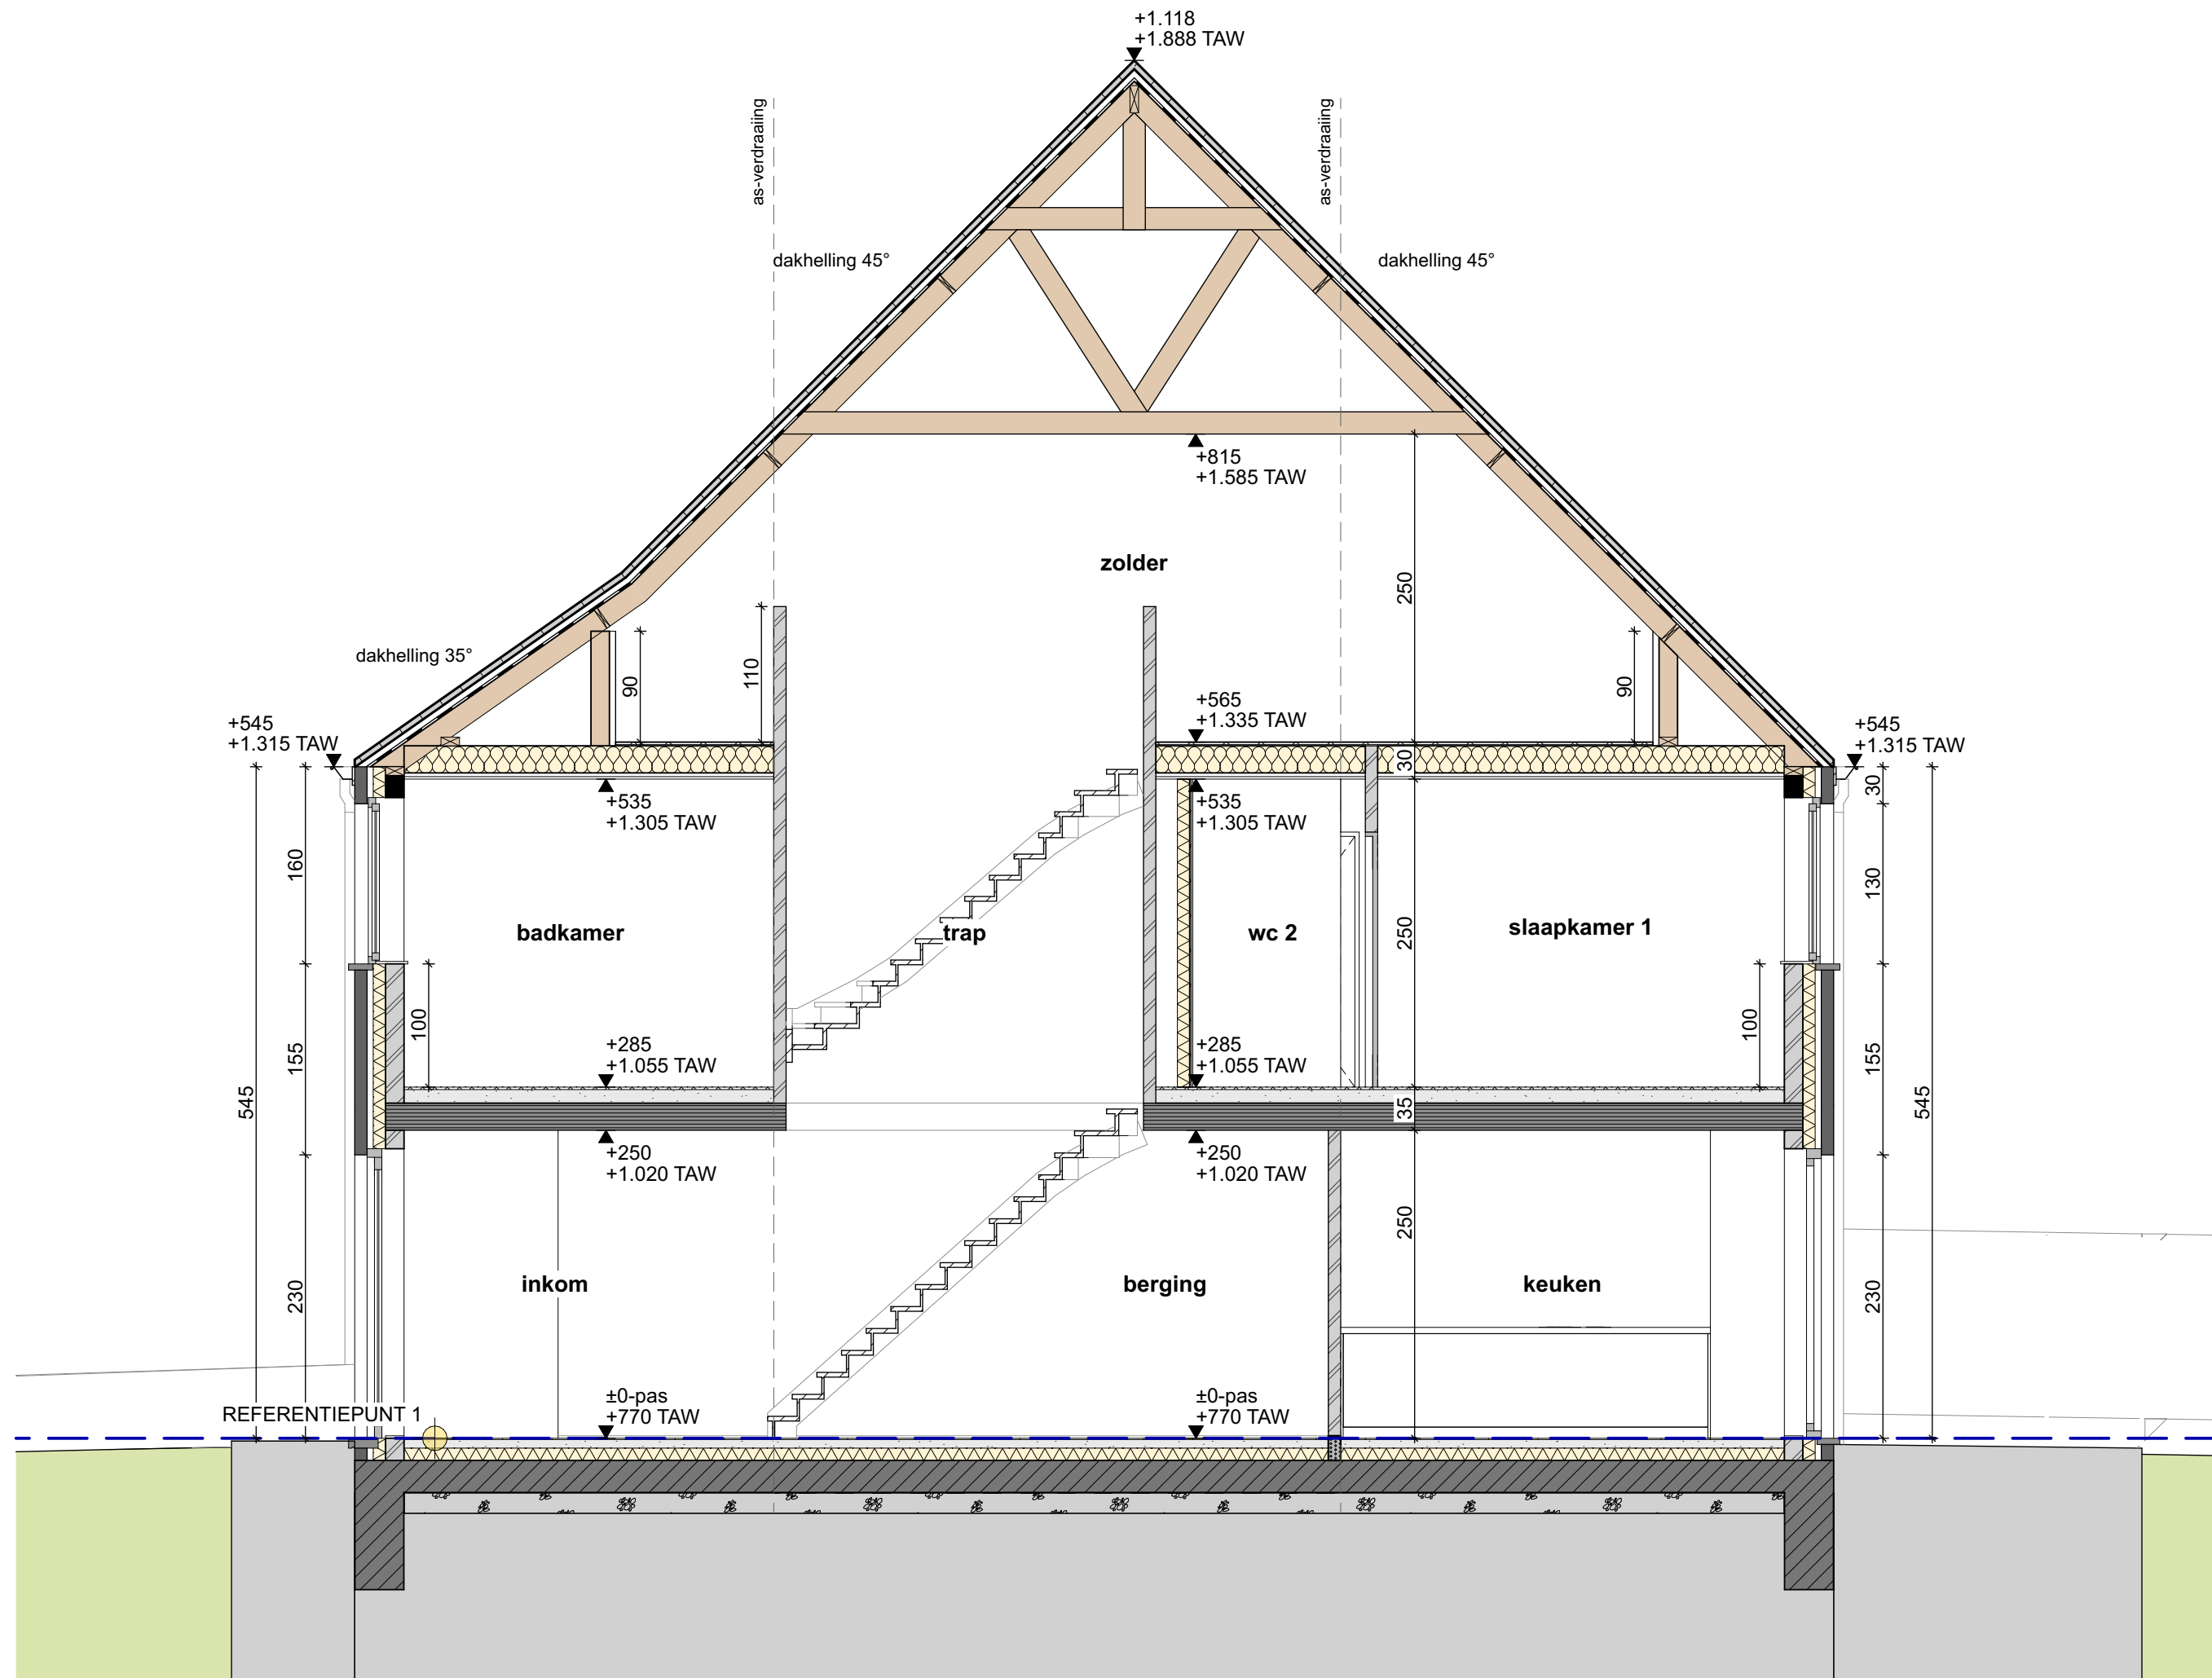 +1.118
+1.888 TAW
as-verdraaiing
as-verdraaiing
dakhelling 45°
dakhelling 45°
+815
+1.585 TAW
zolder
250
dakhelling 35°
90
110
90
+565
+1.335 TAW
+545
+1.315 TAW
+545
+1.315 TAW
30
30
+535
+1.305 TAW
+535
+1.305 TAW
160
130
badkamer
trap
wc 2
slaapkamer 1
250
100
100
+285
+1.055 TAW
+285
+1.055 TAW
155
155
545
35
545
+250
+1.020 TAW
+250
+1.020 TAW
250
inkom
berging
keuken
230
230
±0-pas
+770 TAW
±0-pas
+770 TAW
REFERENTIEPUNT 1